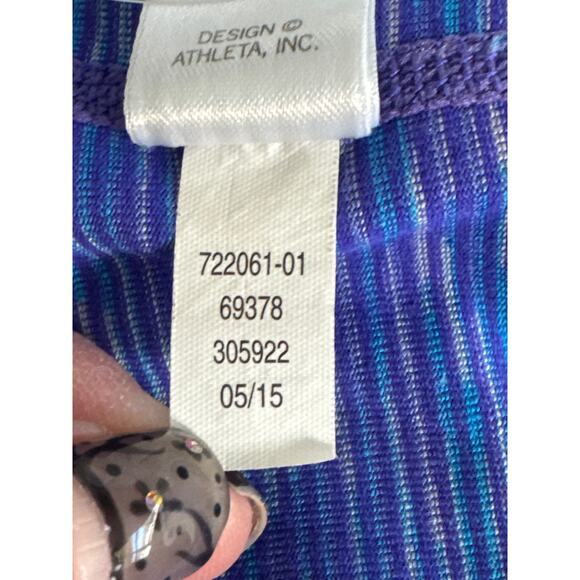 DESIGN ©
ATHLETA, INC.
722061-01
69378
305922
05/15